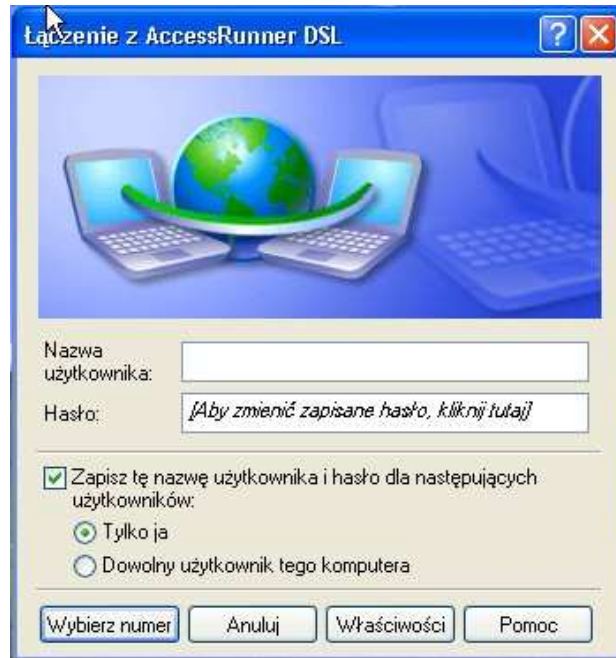 Łączenie z AccessRunner DSL
Nazwa
użytkownika:
Hasło:
[Aby zmienić zapisane hasło, kliknij tutaj]
Zapisz tę nazwę użytkownika i hasło dla następujących
użytkowników:
Tylko ja
Dowolny użytkownik tego komputera
Wybierz numer
Anuluj
Właściwości
Pomoc